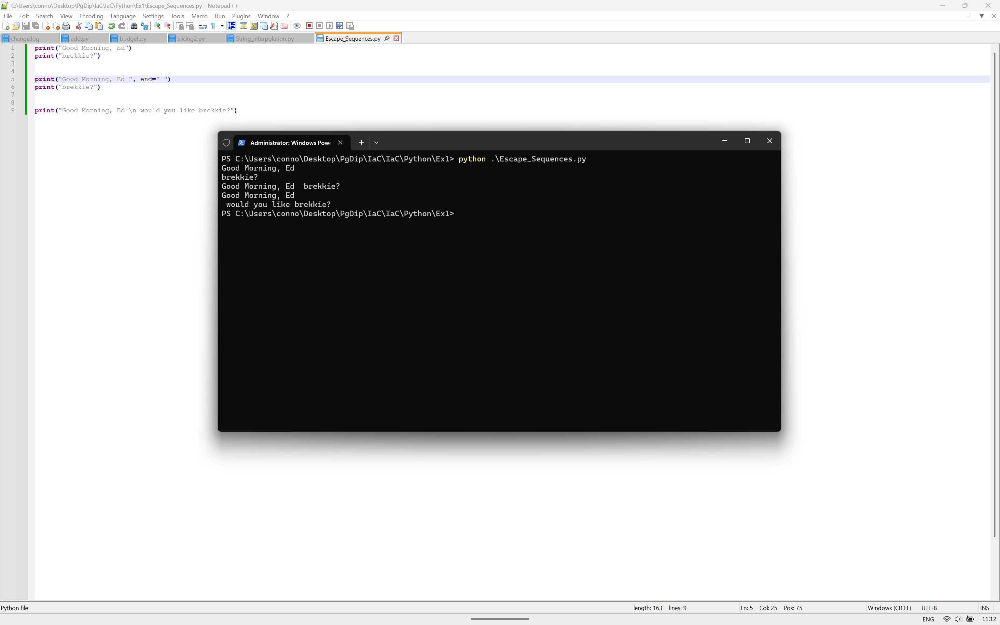 C:\Users\conno\Desktop\PgDip\IaC\IaC\Python\Ex1\Escape_Sequences.py - Notepad++
File Edit Search View Encoding Language Settings Tools Macro Run Plugins Window ?
change.log add.py budget.py slicing2.py String_interpolation.py Escape_Sequences.py
1 print("Good Morning, Ed")
2 print("brekkie?")
3
4
5 print("Good Morning, Ed ", end=" ")
6 print("brekkie?")
7
8
9 print("Good Morning, Ed \n would you like brekkie?")
Administrator: Windows Powe
PS C:\Users\conno\Desktop\PgDip\IaC\IaC\Python\Ex1> python .\Escape_Sequences.py
Good Morning, Ed
brekkie?
Good Morning, Ed  brekkie?
Good Morning, Ed
 would you like brekkie?
PS C:\Users\conno\Desktop\PgDip\IaC\IaC\Python\Ex1>
Python file length: 163 lines: 9 Ln: 5 Col: 25 Pos: 75 Windows (CR LF) UTF-8 INS
ENG 11:12